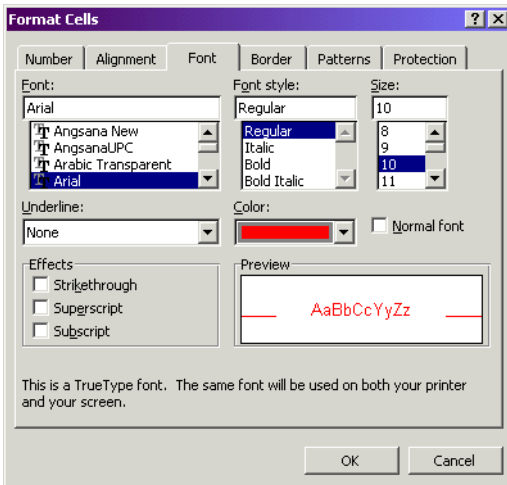 Format Cells
Number Alignment Font Border Patterns Protection
Font: Font style: Size:
Arial Regular 10
Angsana New Regular 8
AngsanaUPC Italic 9
Arabic Transparent Bold 10
Arial Bold Italic 11
Underline: Color:
None Normal font
Effects Preview
Strikethrough
Superscript AaBbCcYyZz
Subscript
This is a TrueType font. The same font will be used on both your printer
and your screen.
OK Cancel